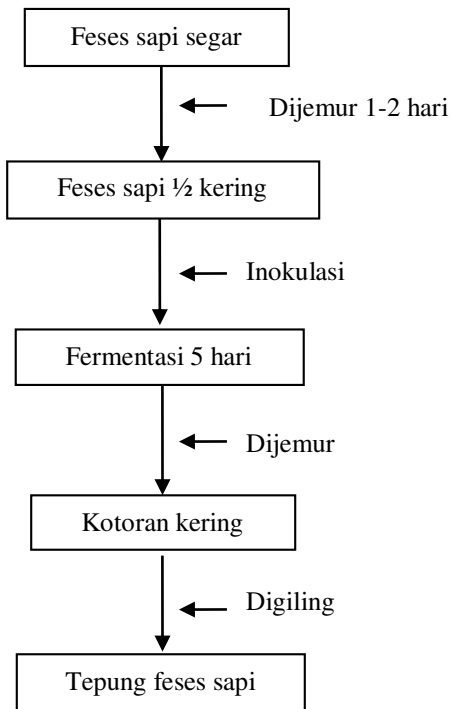 Feses sapi segar
Dijemur 1-2 hari
Feses sapi ½ kering
Inokulasi
Fermentasi 5 hari
Dijemur
Kotoran kering
Digiling
Tepung feses sapi